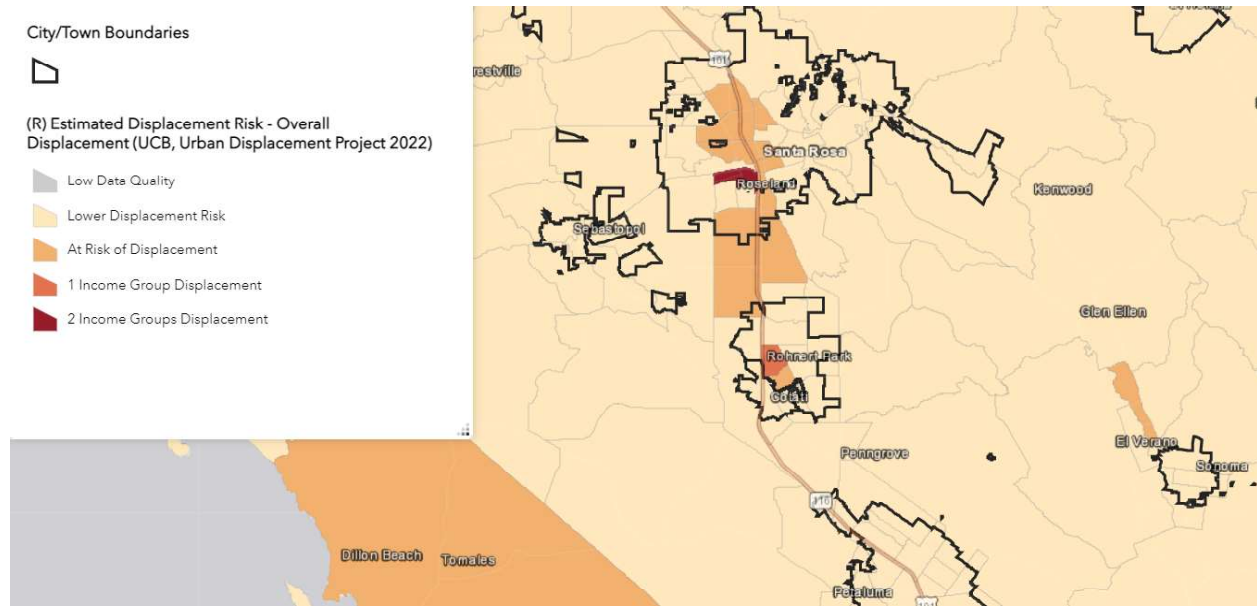 City/Town Boundaries
(R) Estimated Displacement Risk - Overall
Displacement (UCB, Urban Displacement Project 2022)
Low Data Quality
Lower Displacement Risk
At Risk of Displacement
1 Income Group Displacement
2 Income Groups Displacement
restville
101
Santa Rosa
Roseland
Kenwood
Sebastopol
Glen Ellen
Rohnert Park
Cotati
El Verano
Sonoma
Penngrove
116
Dillon Beach
Tomales
Petaluma
101